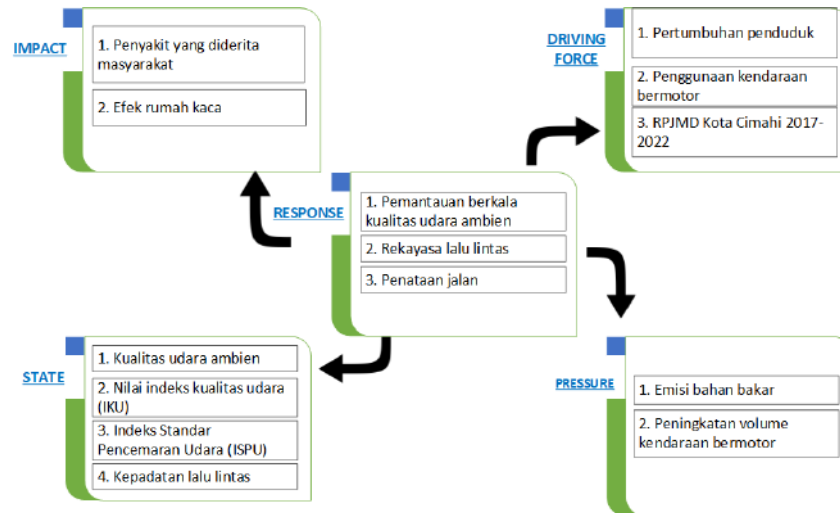 IMPACT
1. Penyakit yang diderita
masyarakat
2. Efek rumah kaca
DRIVING
FORCE
1. Pertumbuhan penduduk
2. Penggunaan kendaraan
bermotor
3. RPJMD Kota Cimahi 2017-
2022
RESPONSE
1. Pemantauan berkala
kualitas udara ambien
2. Rekayasa lalu lintas
3. Penataan jalan
STATE
1. Kualitas udara ambien
2. Nilai indeks kualitas udara
(IKU)
3. Indeks Standar
Pencemaran Udara (ISPU)
4. Kepadatan lalu lintas
PRESSURE
1. Emisi bahan bakar
2. Peningkatan volume
kendaraan bermotor